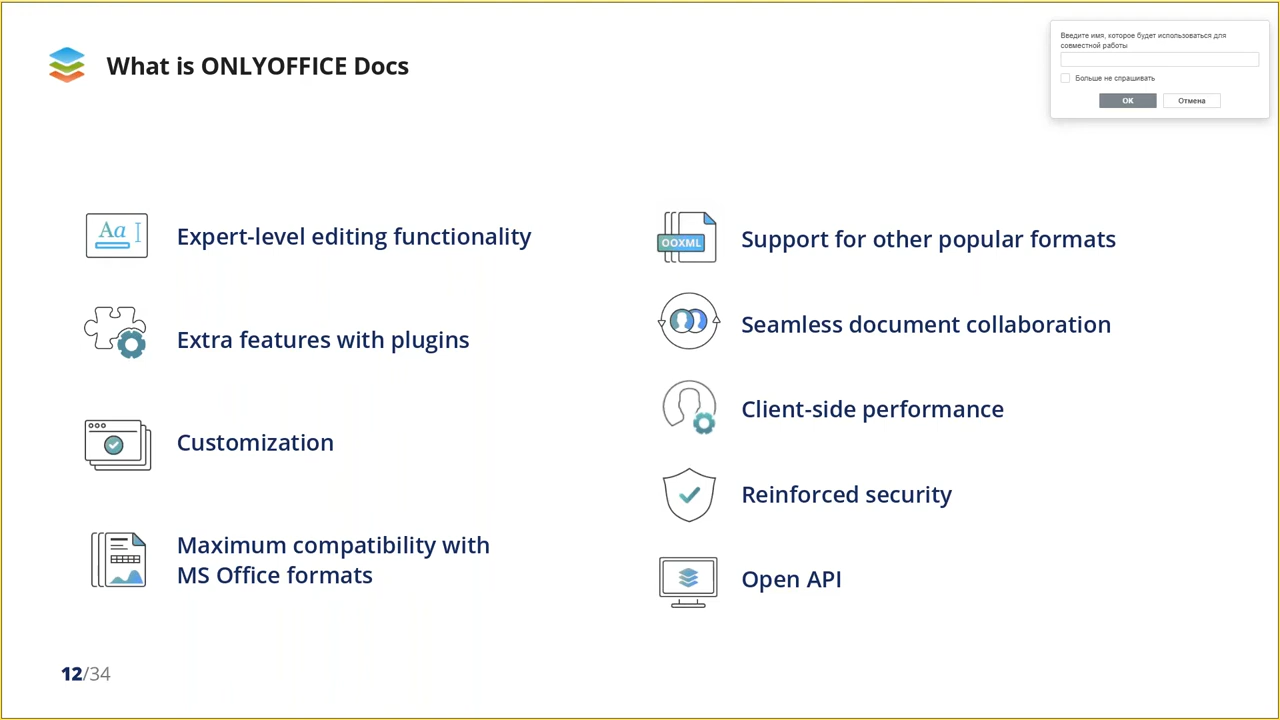 What is ONLYOFFICE Docs
Введите имя, которое будет использоваться для
совместной работы
Больше не спрашивать
OK
Отмена
Aa
Expert-level editing functionality
Extra features with plugins
Customization
Maximum compatibility with
MS Office formats
OOXML
Support for other popular formats
Seamless document collaboration
Client-side performance
Reinforced security
Open API
12/34